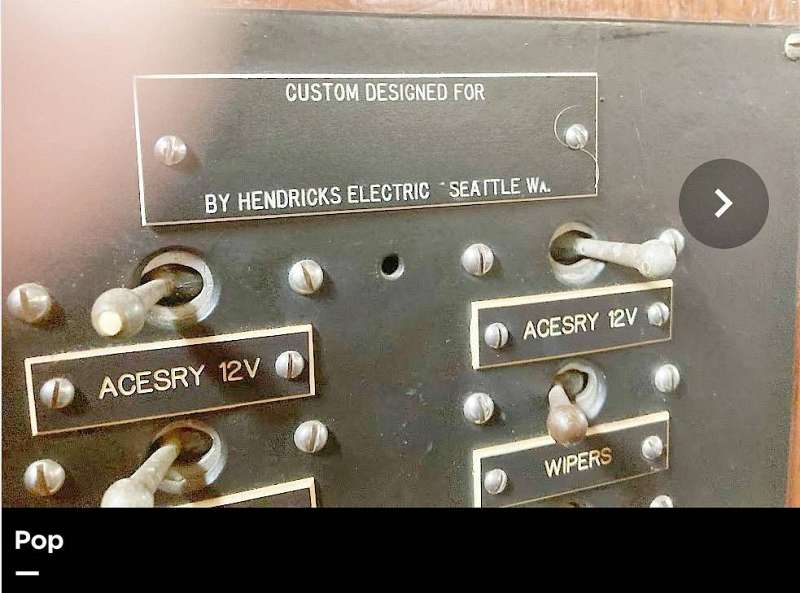 CUSTOM DESIGNED FOR
BY HENDRICKS ELECTRIC - SEATTLE WA.
ACESRY 12V
ACESRY 12V
WIPERS
Pop